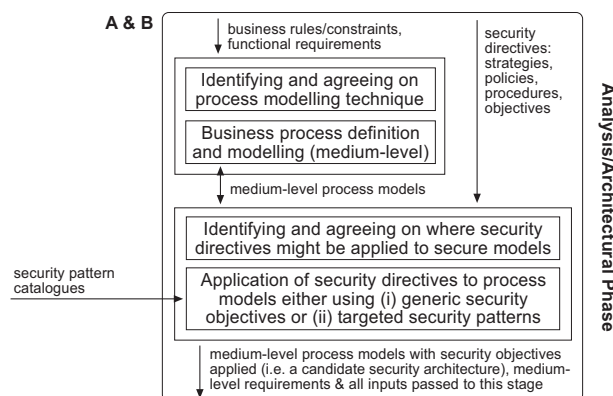 A & B
business rules/constraints,
functional requirements
security
directives:
strategies,
policies,
procedures,
objectives
Identifying and agreeing on
process modelling technique
Business process definition
and modelling (medium-level)
medium-level process models
Identifying and agreeing on where security
directives might be applied to secure models
security pattern
catalogues
Application of security directives to process
models either using (i) generic security
objectives or (ii) targeted security patterns
medium-level process models with security objectives
applied (i.e. a candidate security architecture), medium-
level requirements & all inputs passed to this stage
Analysis/Architectural Phase